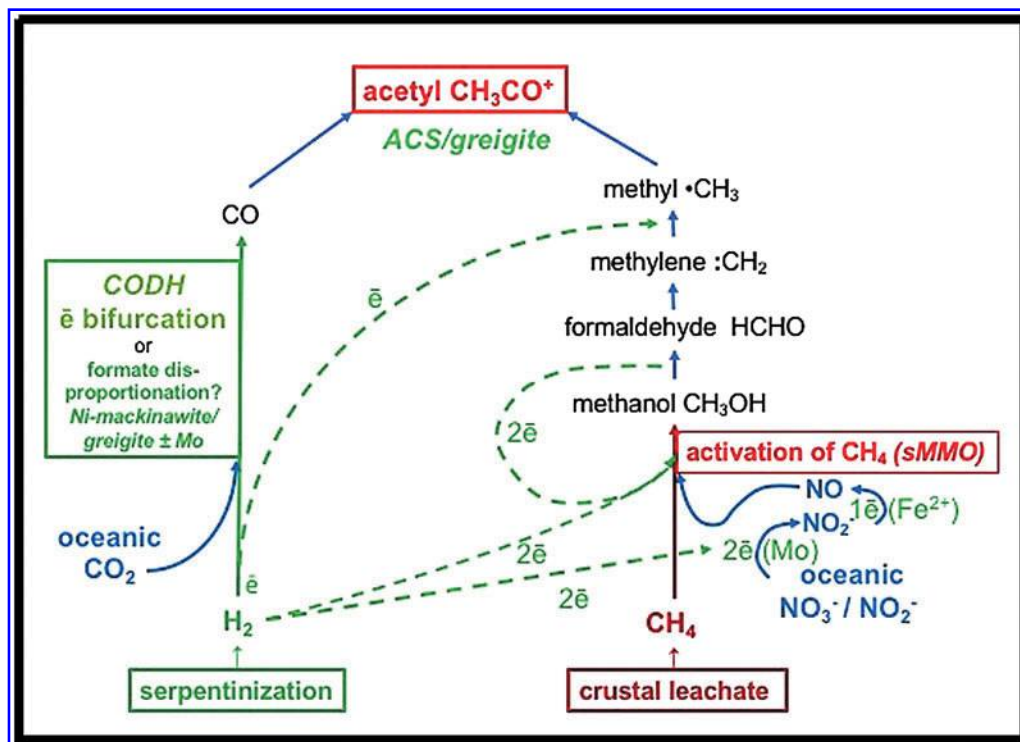 acetyl CH₃CO⁺
ACS/greigite
methyl •CH₃
CO
methylene :CH₂
CODH
ē bifurcation
or
formate dis-
proportionation?
Ni-mackinawite/
greigite ± Mo
ē
formaldehyde HCHO
methanol CH₃OH
2ē
activation of CH₄ (sMMO)
NO
1ē (Fe²⁺)
NO₂⁻
oceanic
CO₂
2ē
2ē (Mo)
ē
2ē
oceanic
NO₃⁻ / NO₂⁻
H₂
CH₄
serpentinization
crustal leachate